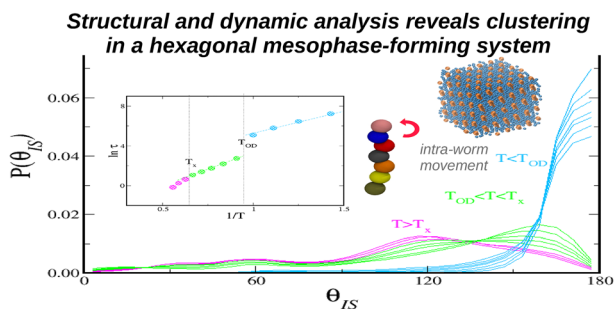 Structural and dynamic analysis reveals clustering
in a hexagonal mesophase-forming system
P(θIS)
0.06
0.04
0.02
0.00
0
60
120
180
θIS
ln τ
8
4
0
0.5
1
1.5
1/T
Tx
TOD
intra-worm
movement
T<TOD
TOD<T<Tx
T>Tx